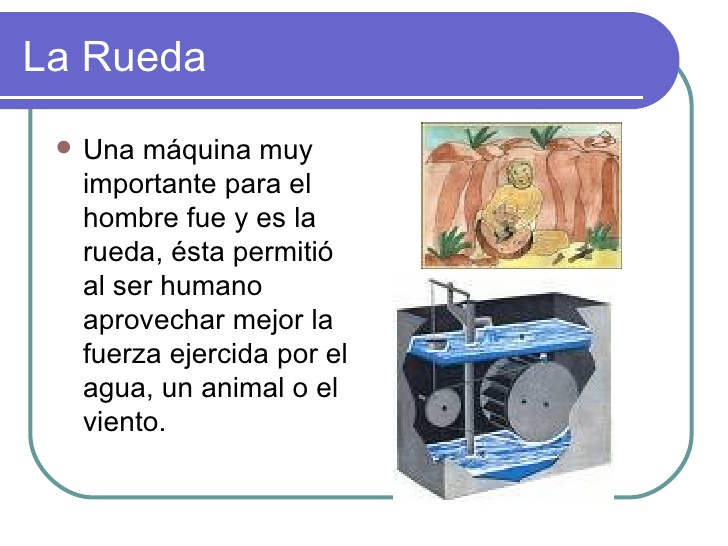 La Rueda
Una máquina muy
importante para el
hombre fue y es la
rueda, ésta permitió
al ser humano
aprovechar mejor la
fuerza ejercida por el
agua, un animal o el
viento.